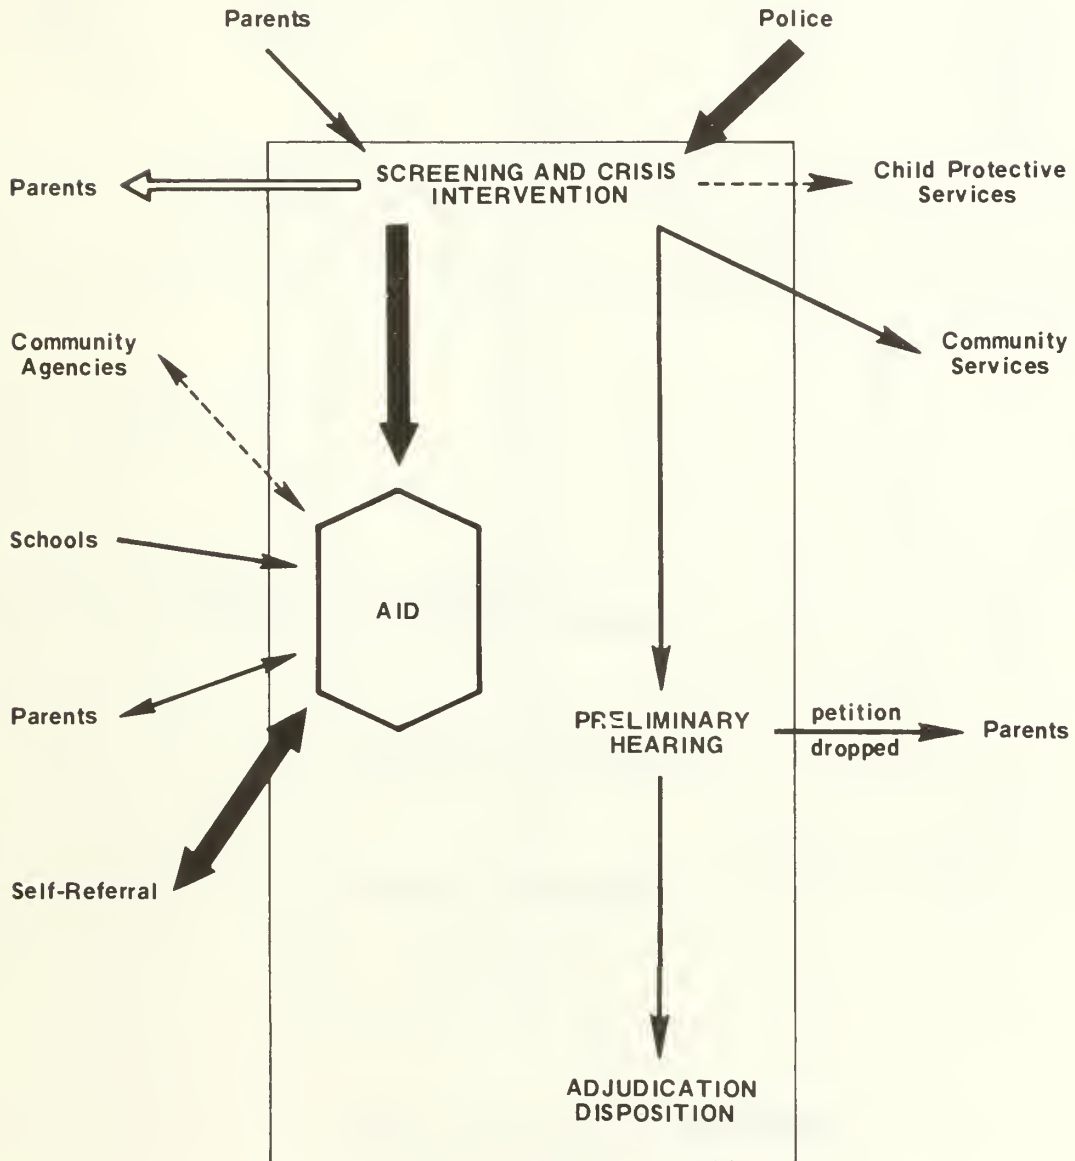 Parents
Police
Parents
SCREENING AND CRISIS
INTERVENTION
Child Protective
Services
Community
Agencies
Community
Services
Schools
AID
Parents
PRELIMINARY
HEARING
petition
dropped
Parents
Self-Referral
ADJUDICATION
DISPOSITION